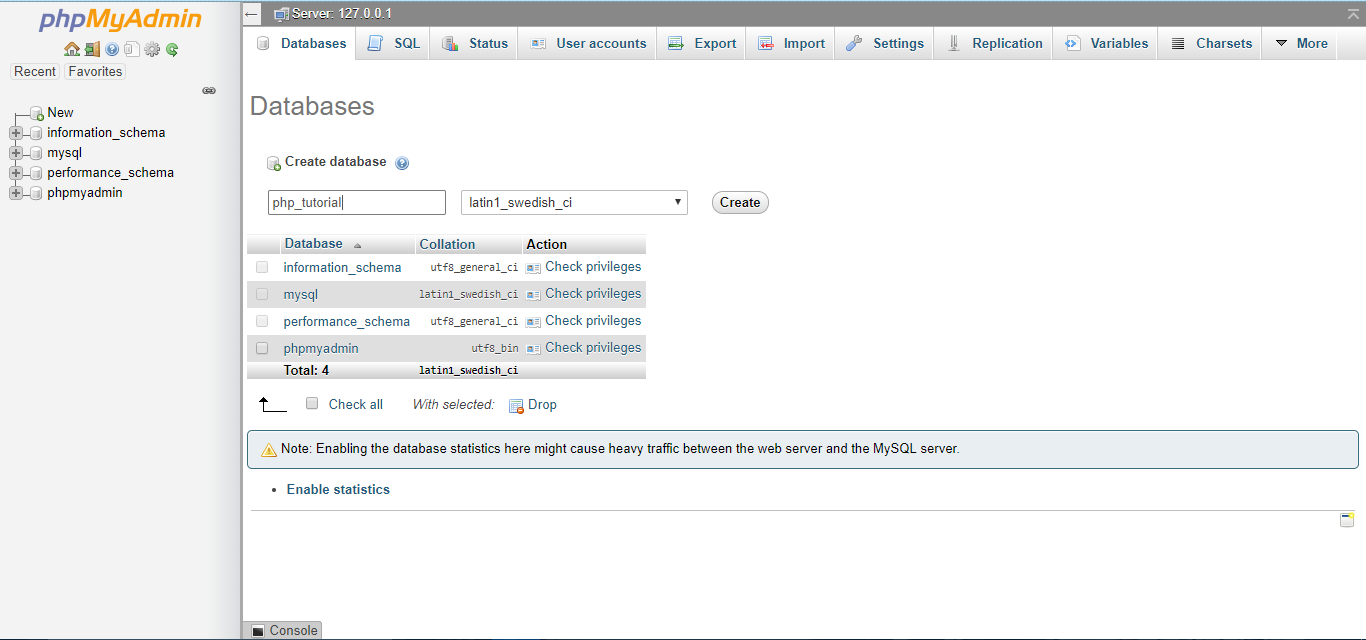 phpMyAdmin
Recent Favorites
New
information_schema
mysql
performance_schema
phpmyadmin
Server: 127.0.0.1
Databases SQL Status User accounts Export Import Settings Replication Variables Charsets More
Databases
Create database
php_tutorial latin1_swedish_ci Create
Database Collation Action
information_schema utf8_general_ci Check privileges
mysql latin1_swedish_ci Check privileges
performance_schema utf8_general_ci Check privileges
phpmyadmin utf8_bin Check privileges
Total: 4 latin1_swedish_ci
Check all With selected: Drop
Note: Enabling the database statistics here might cause heavy traffic between the web server and the MySQL server.
• Enable statistics
Console